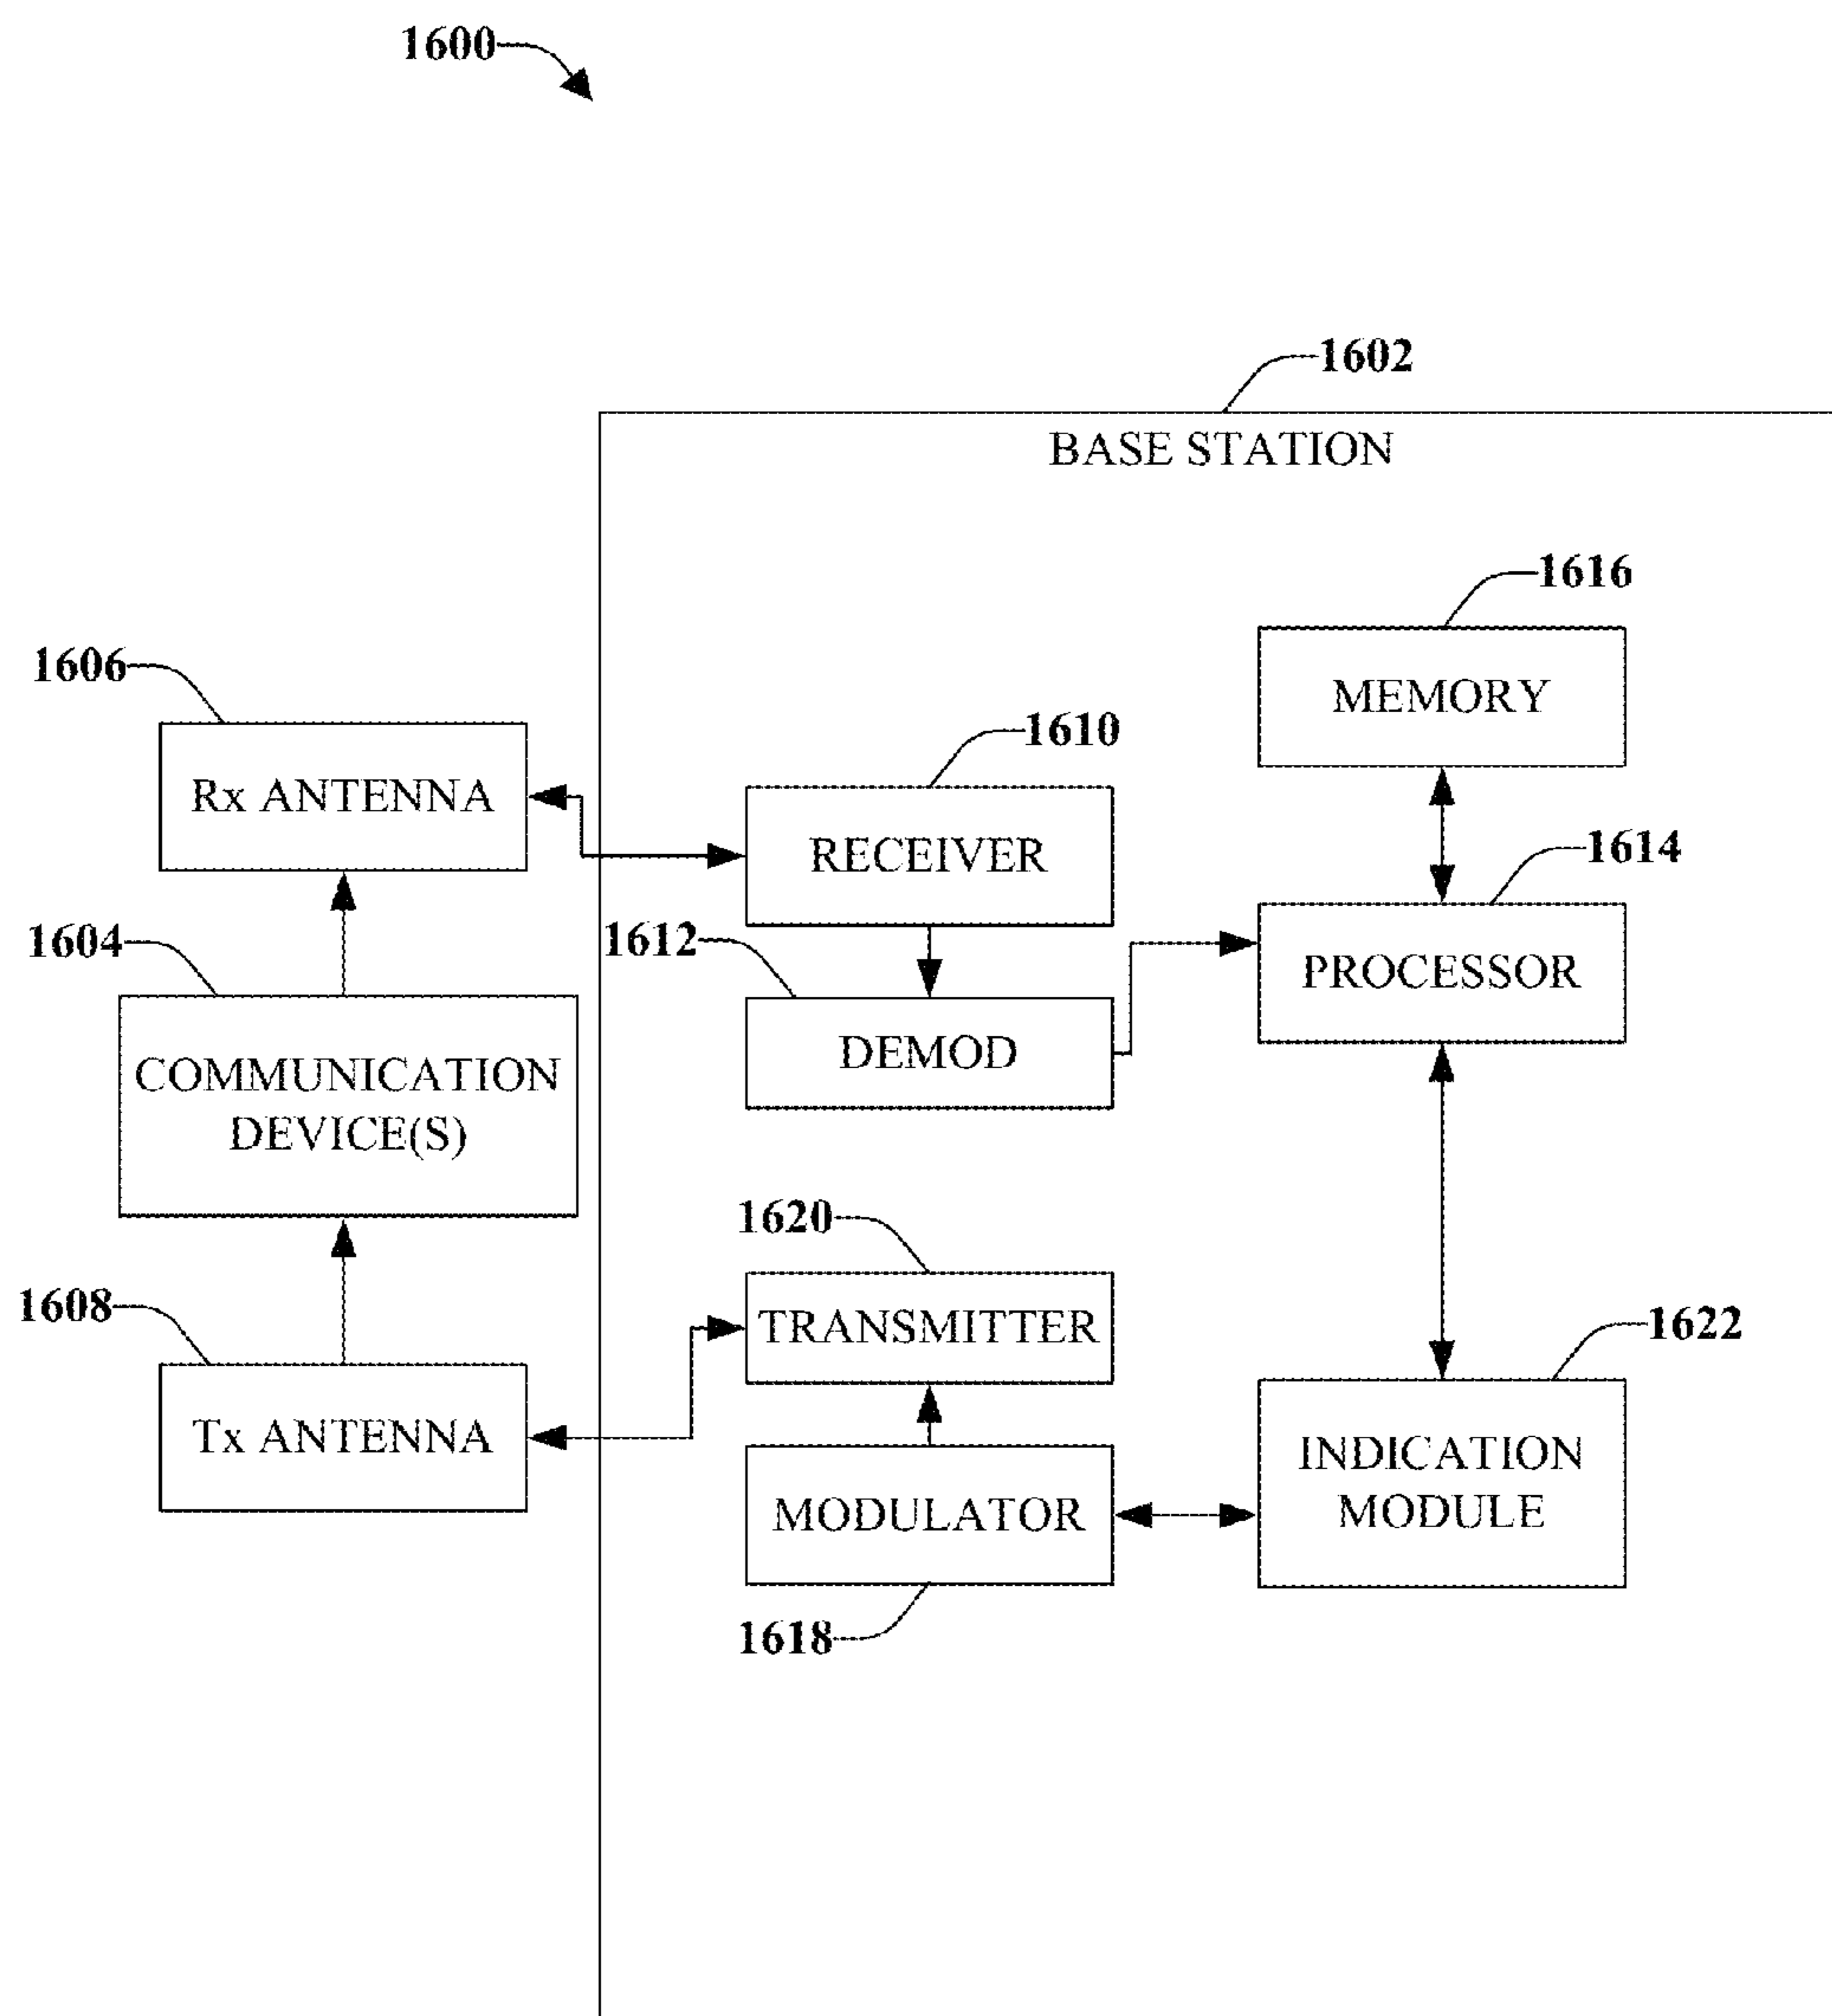 1600
1602
BASE STATION
1616
MEMORY
1606
Rx ANTENNA
1610
RECEIVER
1614
PROCESSOR
1604
COMMUNICATION
DEVICE(S)
1612
DEMOD
1620
TRANSMITTER
1608
Tx ANTENNA
1622
INDICATION
MODULE
MODULATOR
1618